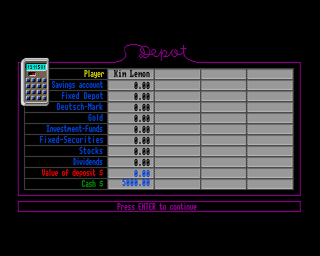 Depot
Player Kim Lemon
Savings account 0.00
Fixed Depot 0.00
Deutsch-Mark 0.00
Gold 0.00
Investment-Funds 0.00
Fixed-Securities 0.00
Stocks 0.00
Dividends 0.00
Value of deposit $ 0.00
Cash $ 5000.00
Press ENTER to continue